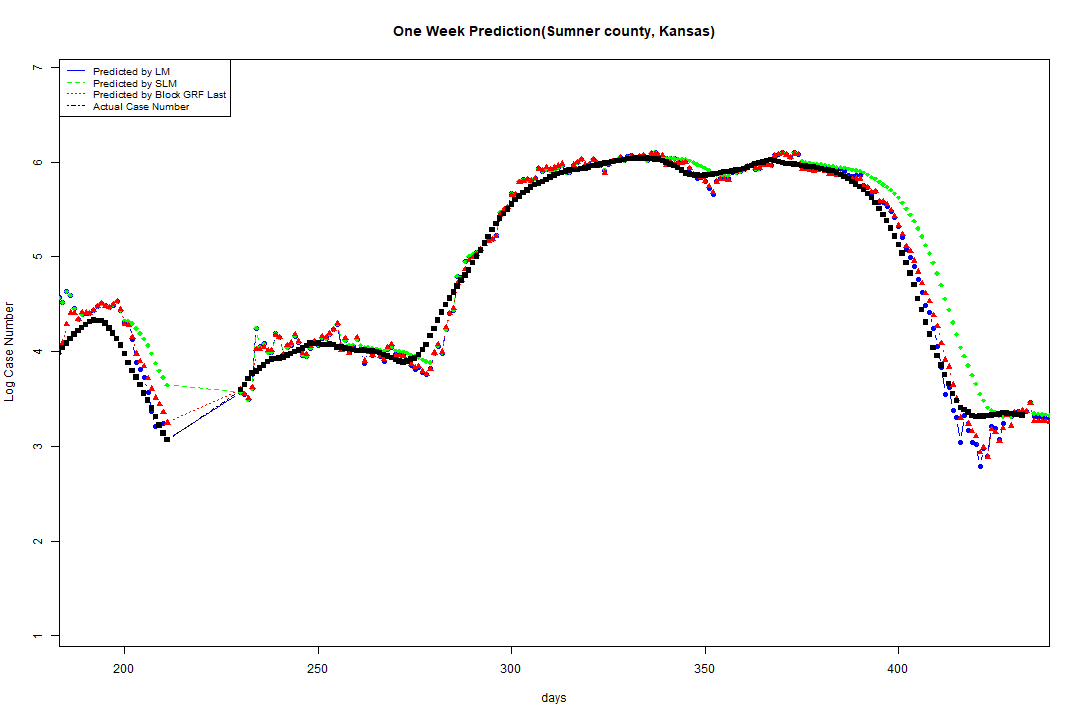 One Week Prediction(Sumner county, Kansas)
Predicted by LM
Predicted by SLM
Predicted by Block GRF Last
Actual Case Number
7
6
5
4
3
2
1
Log Case Number
200 250 300 350 400
days